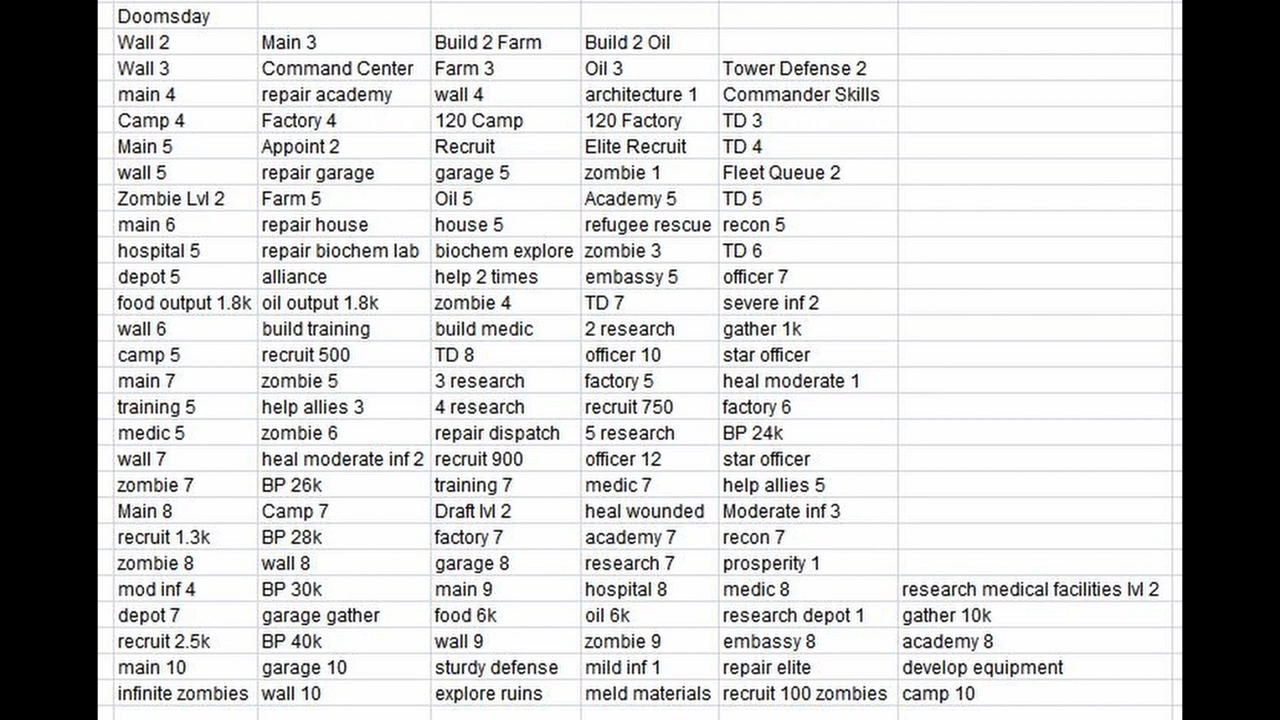 Doomsday
Wall 2 Main 3 Build 2 Farm Build 2 Oil
Wall 3 Command Center Farm 3 Oil 3 Tower Defense 2
main 4 repair academy wall 4 architecture 1 Commander Skills
Camp 4 Factory 4 120 Camp 120 Factory TD 3
Main 5 Appoint 2 Recruit Elite Recruit TD 4
wall 5 repair garage garage 5 zombie 1 Fleet Queue 2
Zombie Lvl 2 Farm 5 Oil 5 Academy 5 TD 5
main 6 repair house house 5 refugee rescue recon 5
hospital 5 repair biochem lab biochem explore zombie 3 TD 6
depot 5 alliance help 2 times embassy 5 officer 7
food output 1.8k oil output 1.8k zombie 4 TD 7 severe inf 2
wall 6 build training build medic 2 research gather 1k
camp 5 recruit 500 TD 8 officer 10 star officer
main 7 zombie 5 3 research factory 5 heal moderate 1
training 5 help allies 3 4 research recruit 750 factory 6
medic 5 zombie 6 repair dispatch 5 research BP 24k
wall 7 heal moderate inf 2 recruit 900 officer 12 star officer
zombie 7 BP 26k training 7 medic 7 help allies 5
Main 8 Camp 7 Draft lvl 2 heal wounded Moderate inf 3
recruit 1.3k BP 28k factory 7 academy 7 recon 7
zombie 8 wall 8 garage 8 research 7 prosperity 1
mod inf 4 BP 30k main 9 hospital 8 medic 8 research medical facilities lvl 2
depot 7 garage gather food 6k oil 6k research depot 1 gather 10k
recruit 2.5k BP 40k wall 9 zombie 9 embassy 8 academy 8
main 10 garage 10 sturdy defense mild inf 1 repair elite develop equipment
infinite zombies wall 10 explore ruins meld materials recruit 100 zombies camp 10